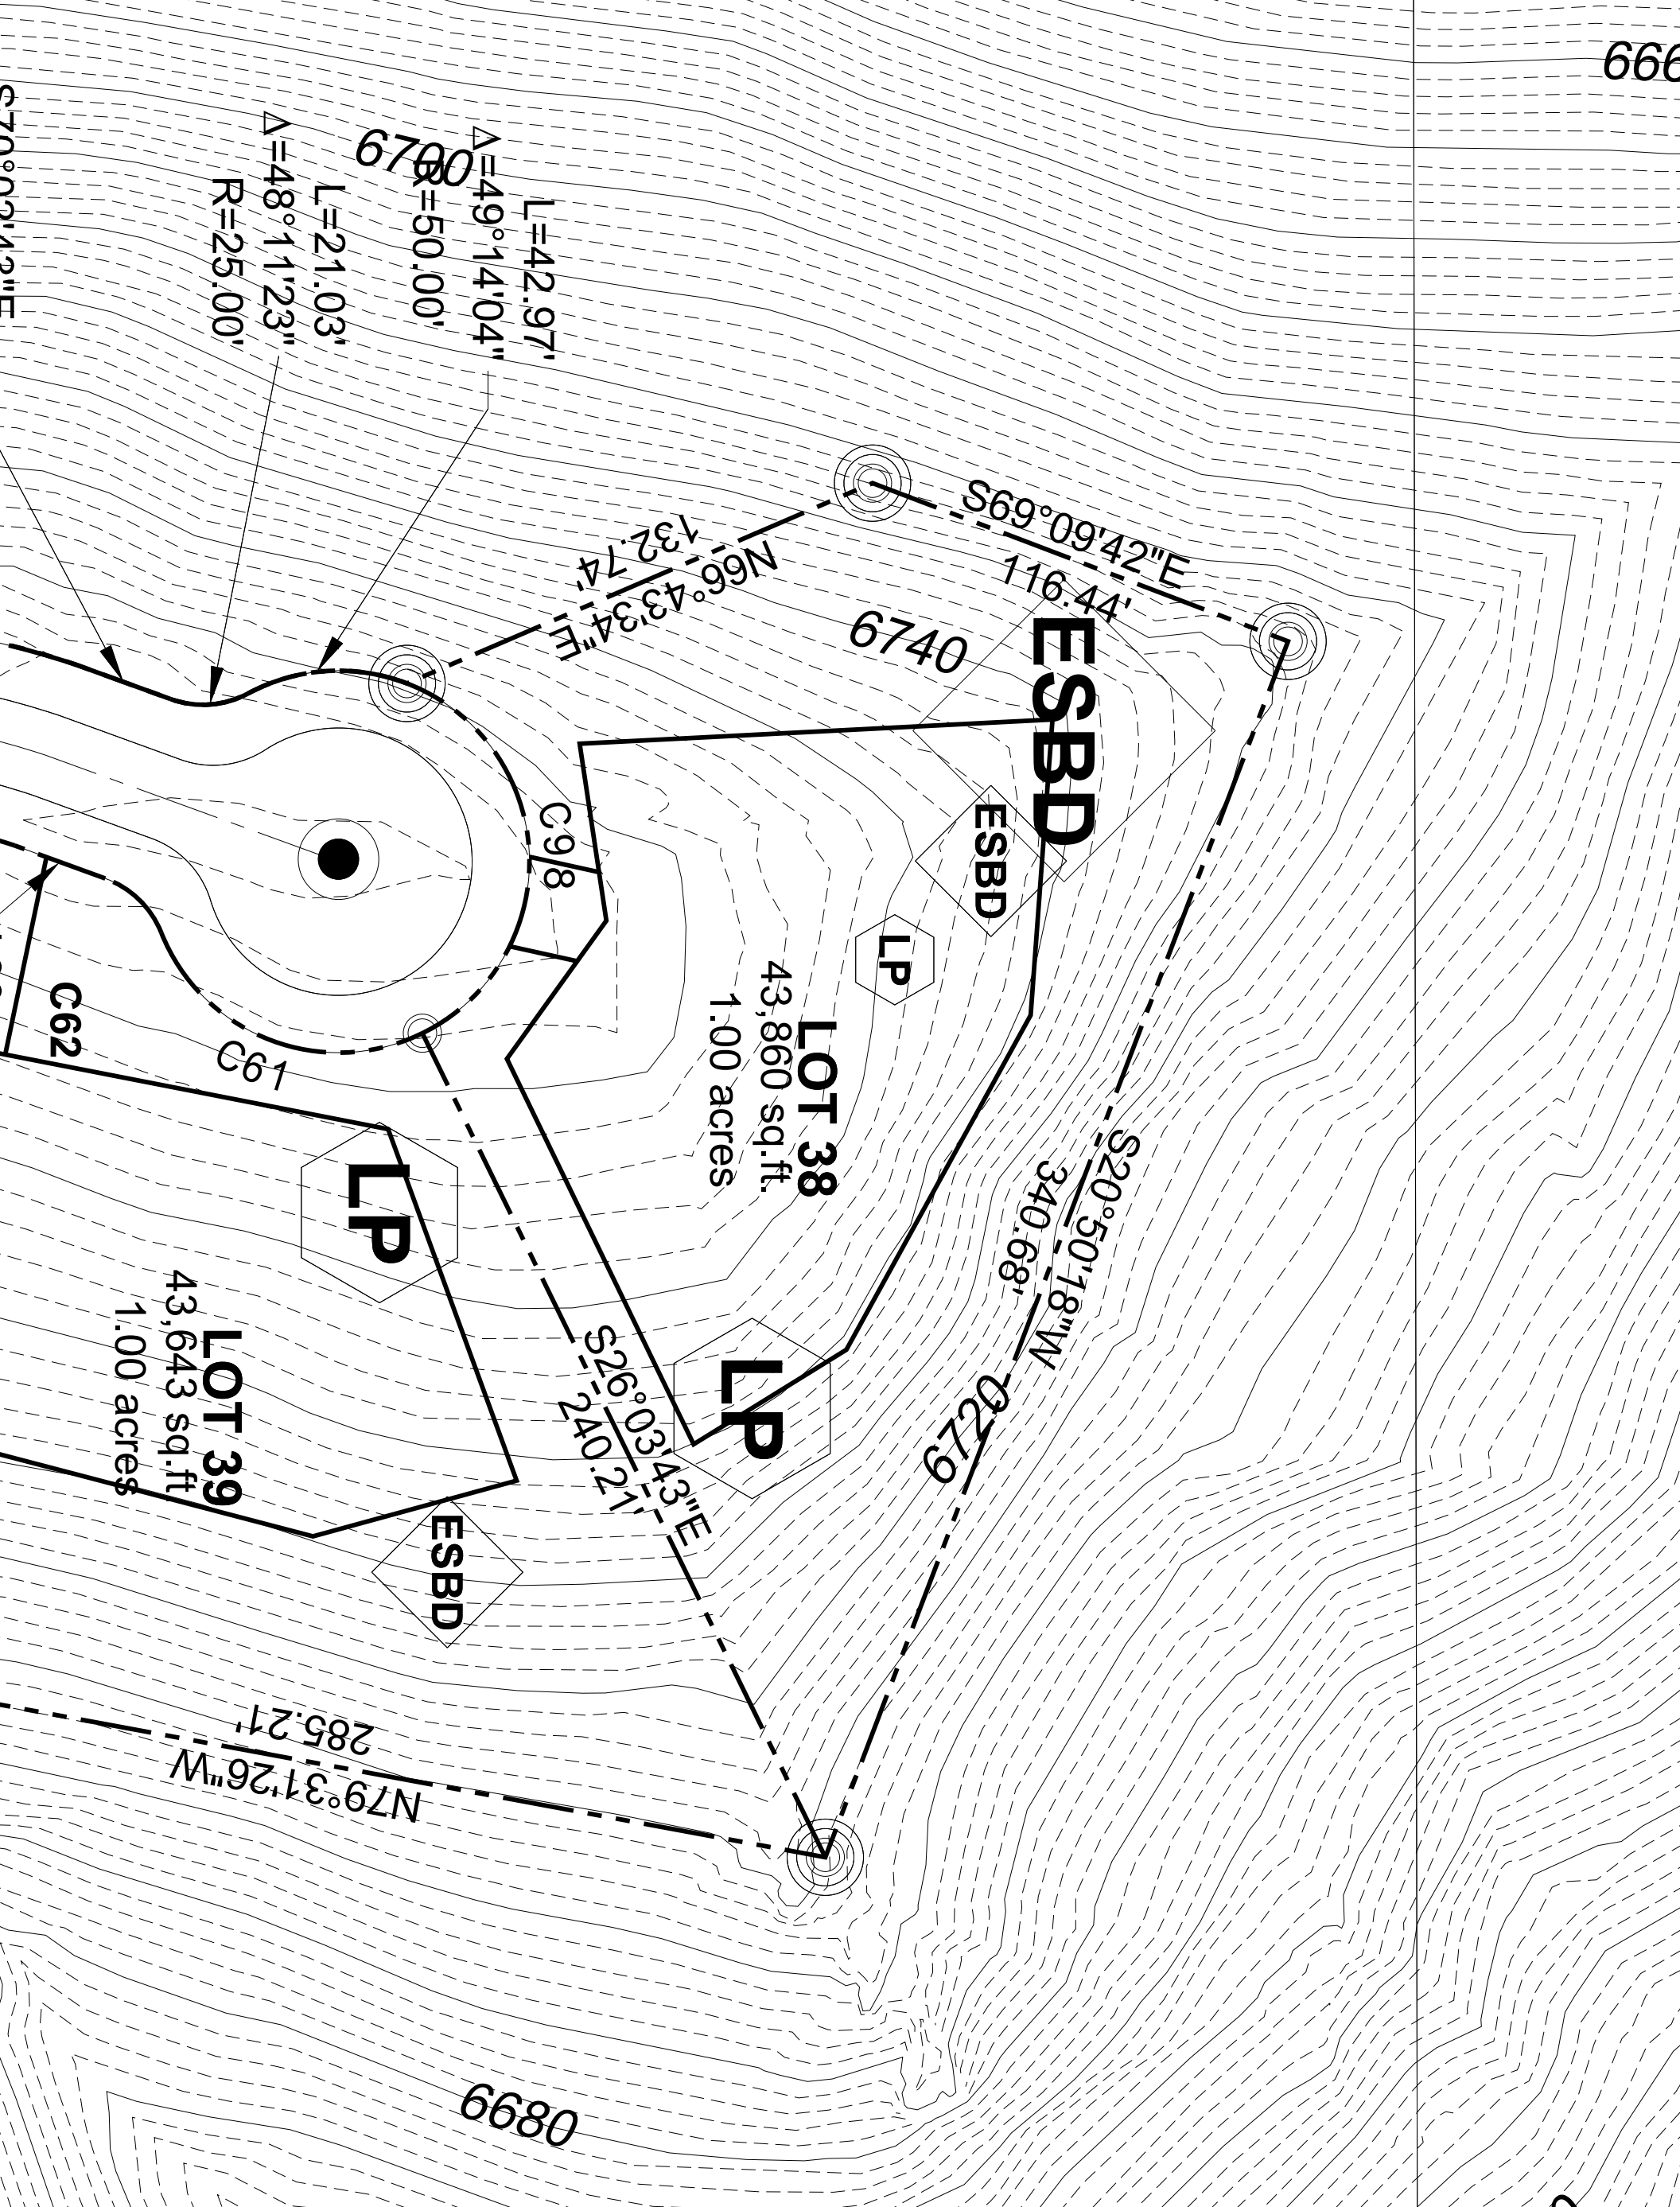 666
6700
L=42.97'
Δ=49°14'04"
R=50.00'
L=21.03'
Δ=48°11'23"
R=25.00'
S69°09'42"E
116.44'
132.74'
N66°43'34"E
6740
ESBD
ESBD
LP
C98
LOT 38
43,860 sq.ft.
1.00 acres
C62
C61
LP
S20°50'18"W
340.68'
LP
6720
S26°03'43"E
240.21'
LOT 39
43,643 sq.ft.
1.00 acres
ESBD
285.21'
N79°31'26"W
6680